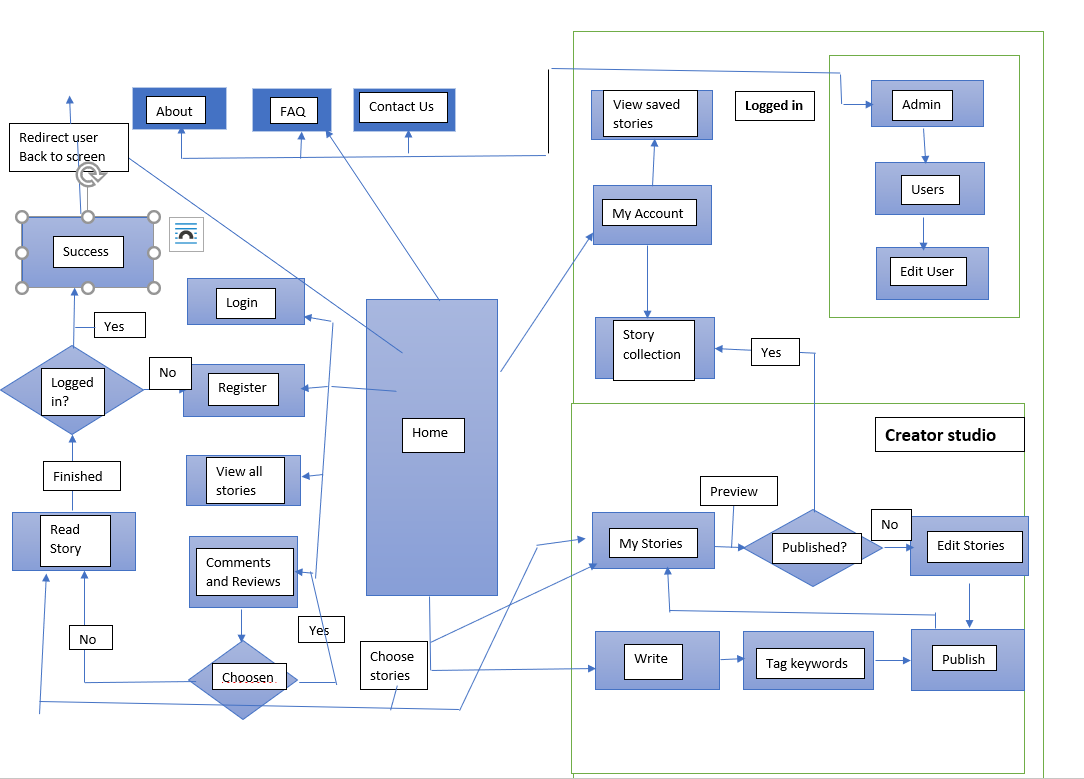 About
FAQ
Contact Us
View saved
stories
Logged in
Admin
Redirect user
Back to screen
Users
My Account
Success
Edit User
Login
Yes
Story
collection
Yes
No
Logged
in?
Register
Home
Creator studio
Finished
View all
stories
Preview
Read
Story
My Stories
Published?
No
Edit Stories
Comments
and Reviews
No
Yes
Choose
stories
Write
Tag keywords
Publish
Choosen